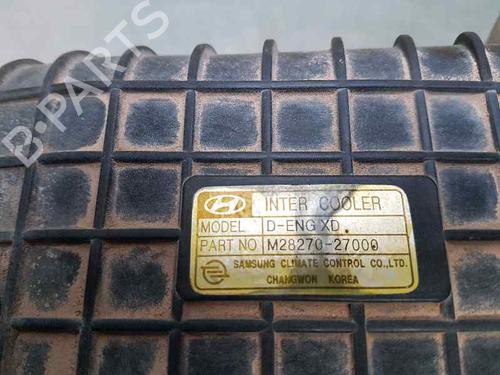 B-PARTS
INTER COOLER
MODEL D-ENG XD
PART NO M28270-27000
SAMSUNG CLIMATE CONTROL CO.,LTD.
CHANGWON KOREA